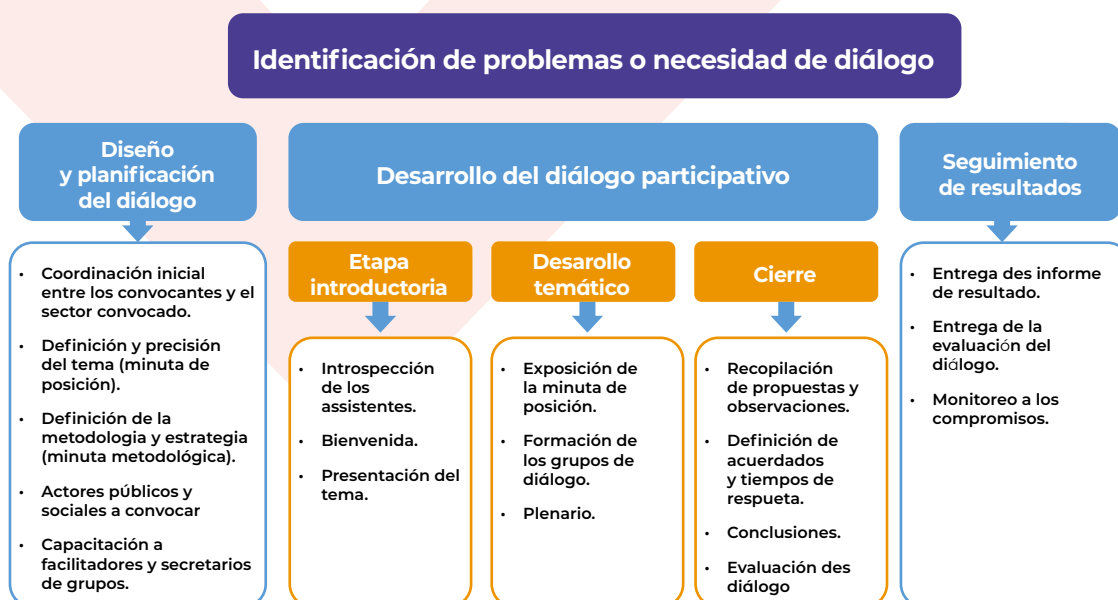 Identificación de problemas o necesidad de diálogo
Diseño
y planificación
del diálogo
• Coordinación inicial
entre los convocantes y el
sector convocado.
• Definición y precisión
del tema (minuta de
posición).
• Definición de la
metodologia y estrategia
(minuta metodológica).
• Actores públicos y
sociales a convocar
• Capacitación a
facilitadores y secretarios
de grupos.
Desarrollo del diálogo participativo
Etapa
introductoria
• Introspección
de los
assistentes.
• Bienvenida.
• Presentación del
tema.
Desarollo
temático
• Exposición de
la minuta de
posición.
• Formación de
los grupos de
diálogo.
• Plenario.
Cierre
• Recopilación
de propuestas y
observaciones.
• Definición de
acuerdados
y tiempos de
respueta.
• Conclusiones.
• Evaluación des
diálogo
Seguimiento
de resultados
• Entrega des informe
de resultado.
• Entrega de la
evaluación del
diálogo.
• Monitoreo a los
compromisos.